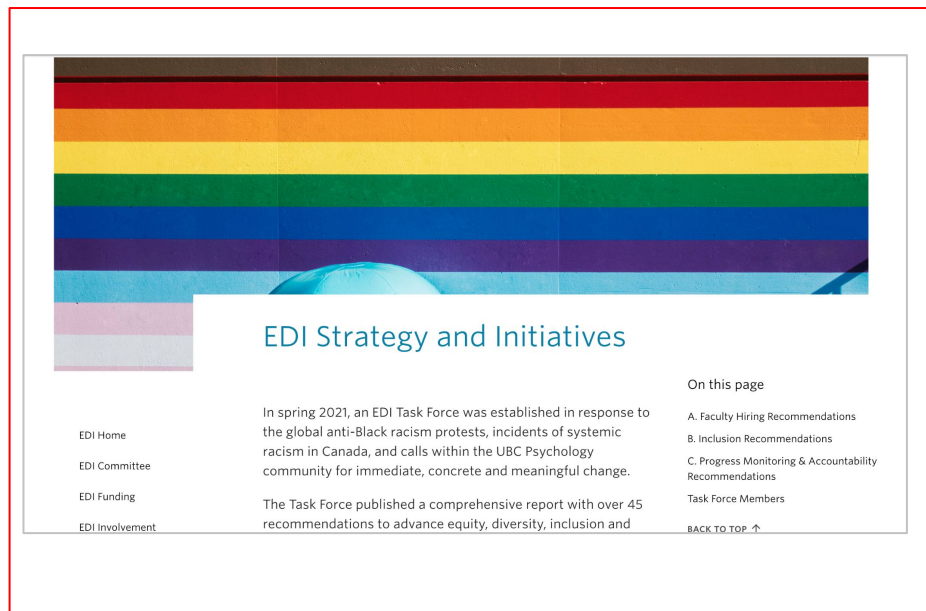 EDI Strategy and Initiatives
In spring 2021, an EDI Task Force was established in response to
the global anti-Black racism protests, incidents of systemic
racism in Canada, and calls within the UBC Psychology
community for immediate, concrete and meaningful change.
The Task Force published a comprehensive report with over 45
recommendations to advance equity, diversity, inclusion and
EDI Home
EDI Committee
EDI Funding
EDI Involvement
On this page
A. Faculty Hiring Recommendations
B. Inclusion Recommendations
C. Progress Monitoring & Accountability
Recommendations
Task Force Members
BACK TO TOP ↑